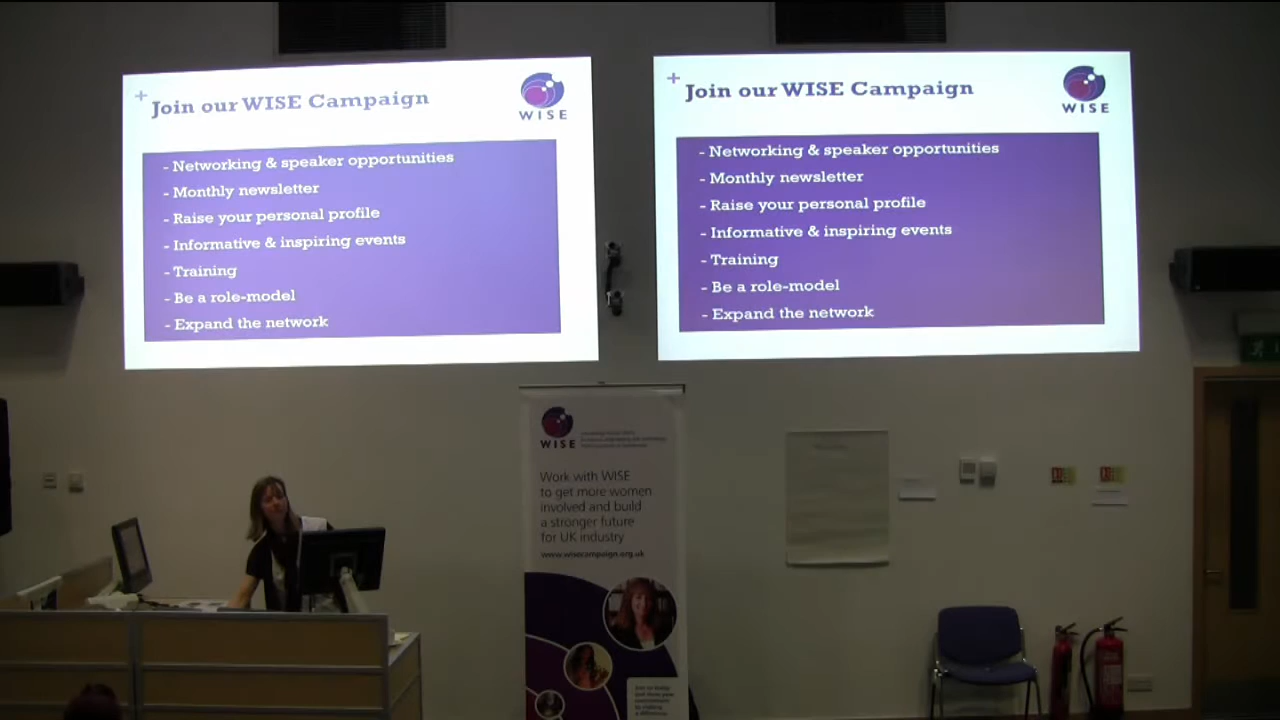 +
Join our WISE Campaign
WISE
- Networking & speaker opportunities
- Monthly newsletter
- Raise your personal profile
- Informative & inspiring events
- Training
- Be a role-model
- Expand the network
+
Join our WISE Campaign
WISE
- Networking & speaker opportunities
- Monthly newsletter
- Raise your personal profile
- Informative & inspiring events
- Training
- Be a role-model
- Expand the network
WISE
Work with WISE
to get more women
involved and build
a stronger future
for UK industry
www.wisecampaign.org.uk